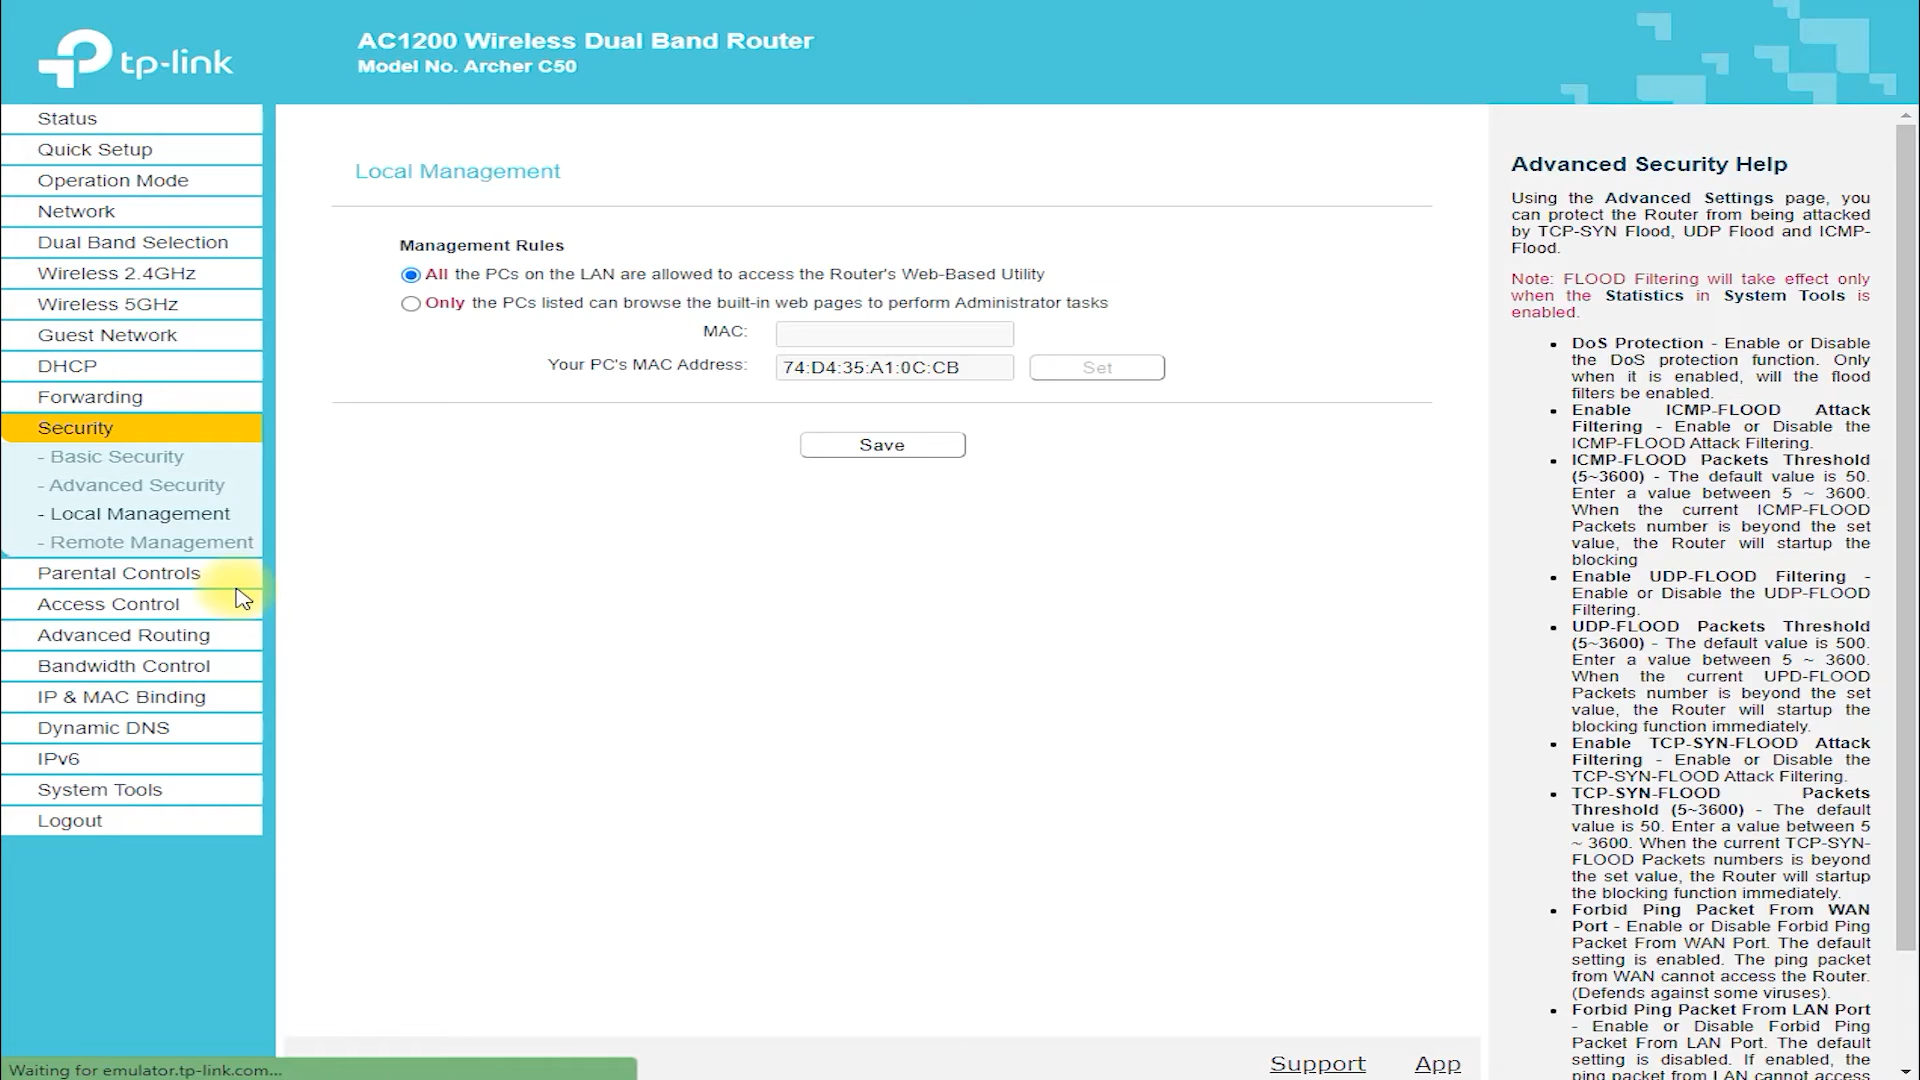 tp-link
AC1200 Wireless Dual Band Router
Model No. Archer C50
Status
Quick Setup
Operation Mode
Network
Dual Band Selection
Wireless 2.4GHz
Wireless 5GHz
Guest Network
DHCP
Forwarding
Security
- Basic Security
- Advanced Security
- Local Management
- Remote Management
Parental Controls
Access Control
Advanced Routing
Bandwidth Control
IP & MAC Binding
Dynamic DNS
IPv6
System Tools
Logout
Local Management
Management Rules
All the PCs on the LAN are allowed to access the Router's Web-Based Utility
Only the PCs listed can browse the built-in web pages to perform Administrator tasks
MAC:
Your PC's MAC Address: 74:D4:35:A1:0C:CB Set
Save
Advanced Security Help
Using the Advanced Settings page, you
can protect the Router from being attacked
by TCP-SYN Flood, UDP Flood and ICMP-
Flood.
Note: FLOOD Filtering will take effect only
when the Statistics in System Tools is
enabled.
• DoS Protection - Enable or Disable
the DoS protection function. Only
when it is enabled, will the flood
filters be enabled.
• Enable ICMP-FLOOD Attack
Filtering - Enable or Disable the
ICMP-FLOOD Attack Filtering.
• ICMP-FLOOD Packets Threshold
(5~3600) - The default value is 50.
Enter a value between 5 ~ 3600.
When the current ICMP-FLOOD
Packets number is beyond the set
value, the Router will startup the
blocking
• Enable UDP-FLOOD Filtering -
Enable or Disable the UDP-FLOOD
Filtering.
• UDP-FLOOD Packets Threshold
(5~3600) - The default value is 500.
Enter a value between 5 ~ 3600.
When the current UPD-FLOOD
Packets number is beyond the set
value, the Router will startup the
blocking function immediately.
• Enable TCP-SYN-FLOOD Attack
Filtering - Enable or Disable the
TCP-SYN-FLOOD Attack Filtering.
• TCP-SYN-FLOOD Packets
Threshold (5~3600) - The default
value is 50. Enter a value between 5
~ 3600. When the current TCP-SYN-
FLOOD Packets numbers is beyond
the set value, the Router will startup
the blocking function immediately.
• Forbid Ping Packet From WAN
Port - Enable or Disable Forbid Ping
Packet From WAN Port. The default
setting is enabled. The ping packet
from WAN cannot access the Router.
(Defends against some viruses).
• Forbid Ping Packet From LAN Port
- Enable or Disable Forbid Ping
Packet From LAN Port. The default
setting is disabled. If enabled, the
ping packet from LAN cannot access
Support App
Waiting for emulator.tp-link.com...